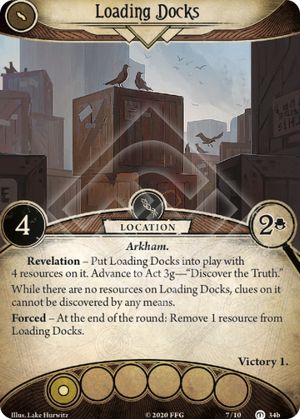 Loading Docks
4
LOCATION
2
Arkham.
Revelation – Put Loading Docks into play with
4 resources on it. Advance to Act 3g—“Discover the Truth.”
While there are no resources on Loading Docks, clues on it
cannot be discovered by any means.
Forced – At the end of the round: Remove 1 resource from
Loading Docks.
Victory 1.
Illus. Lake Hurwitz
© 2020 FFG
7/10
34b